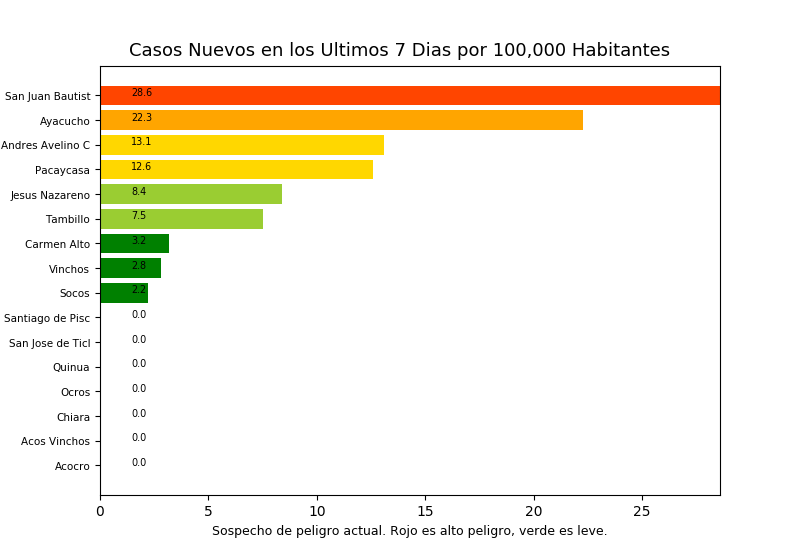 Casos Nuevos en los Ultimos 7 Dias por 100,000 Habitantes
San Juan Bautist 28.6
Ayacucho 22.3
Andres Avelino C 13.1
Pacaycasa 12.6
Jesus Nazareno 8.4
Tambillo 7.5
Carmen Alto 3.2
Vinchos 2.8
Socos 2.2
Santiago de Pisc 0.0
San Jose de Ticl 0.0
Quinua 0.0
Ocros 0.0
Chiara 0.0
Acos Vinchos 0.0
Acocro 0.0
0 5 10 15 20 25
Sospecho de peligro actual. Rojo es alto peligro, verde es leve.